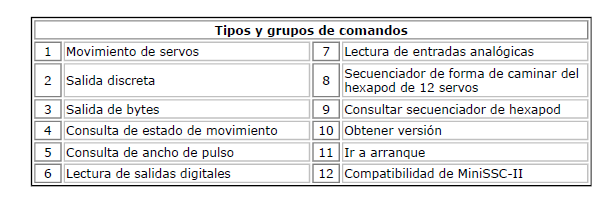 Tipos y grupos de comandos
1 Movimiento de servos 7 Lectura de entradas analógicas
2 Salida discreta 8 Secuenciador de forma de caminar del
hexapod de 12 servos
3 Salida de bytes 9 Consultar secuenciador de hexapod
4 Consulta de estado de movimiento 10 Obtener versión
5 Consulta de ancho de pulso 11 Ir a arranque
6 Lectura de salidas digitales 12 Compatibilidad de MiniSSC-II